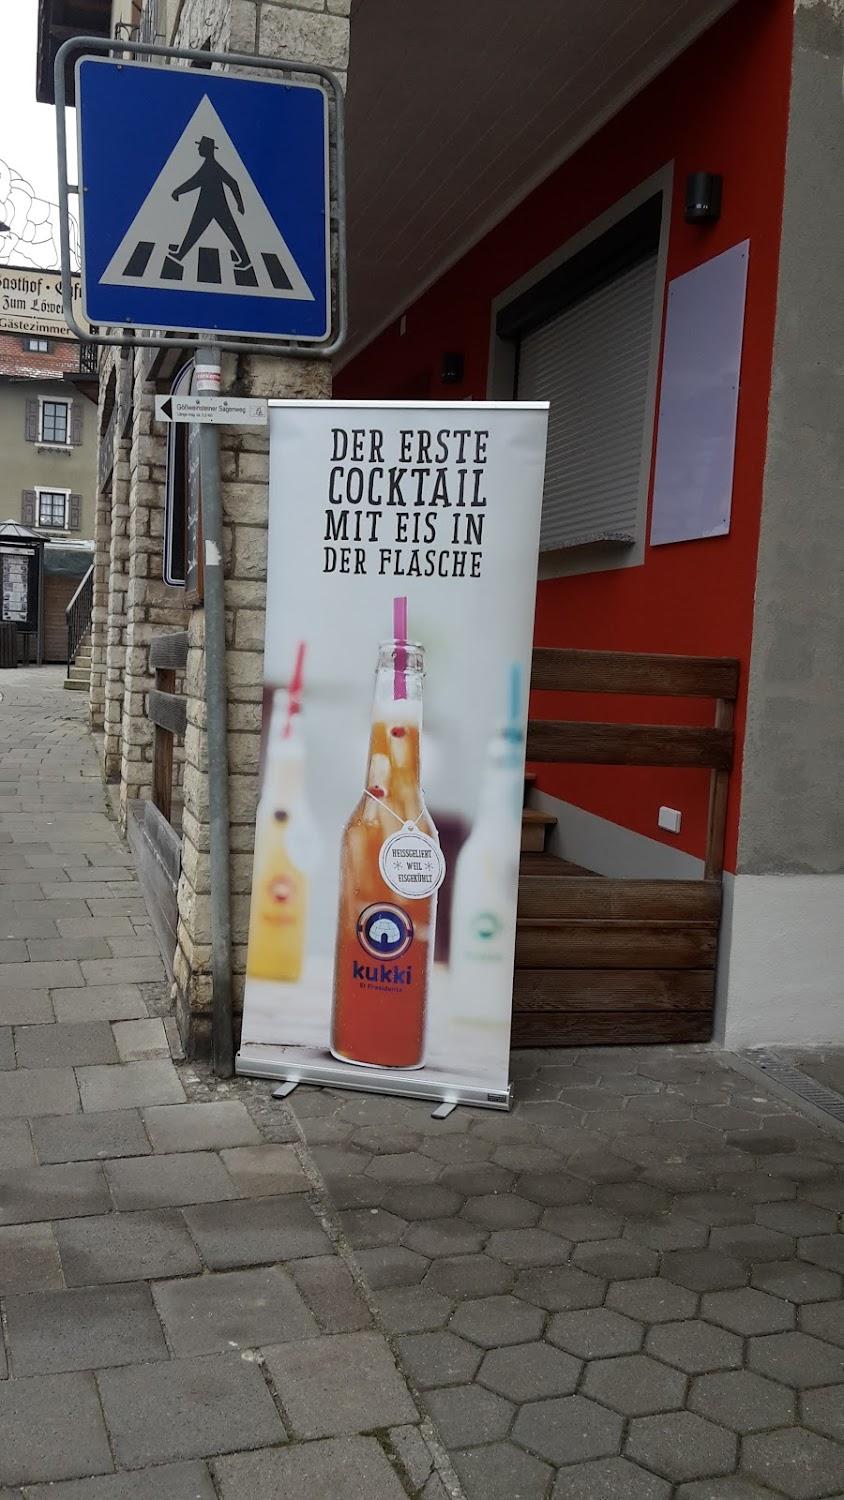 Gasthof · Café
Zum Löwen
Gästezimmer
Gößweinsteiner Sagenweg
DER ERSTE
COCKTAIL
MIT EIS IN
DER FLASCHE
HEISSGELIEBT
WEIL
EISGEKÜHLT
kukki
El Presidente